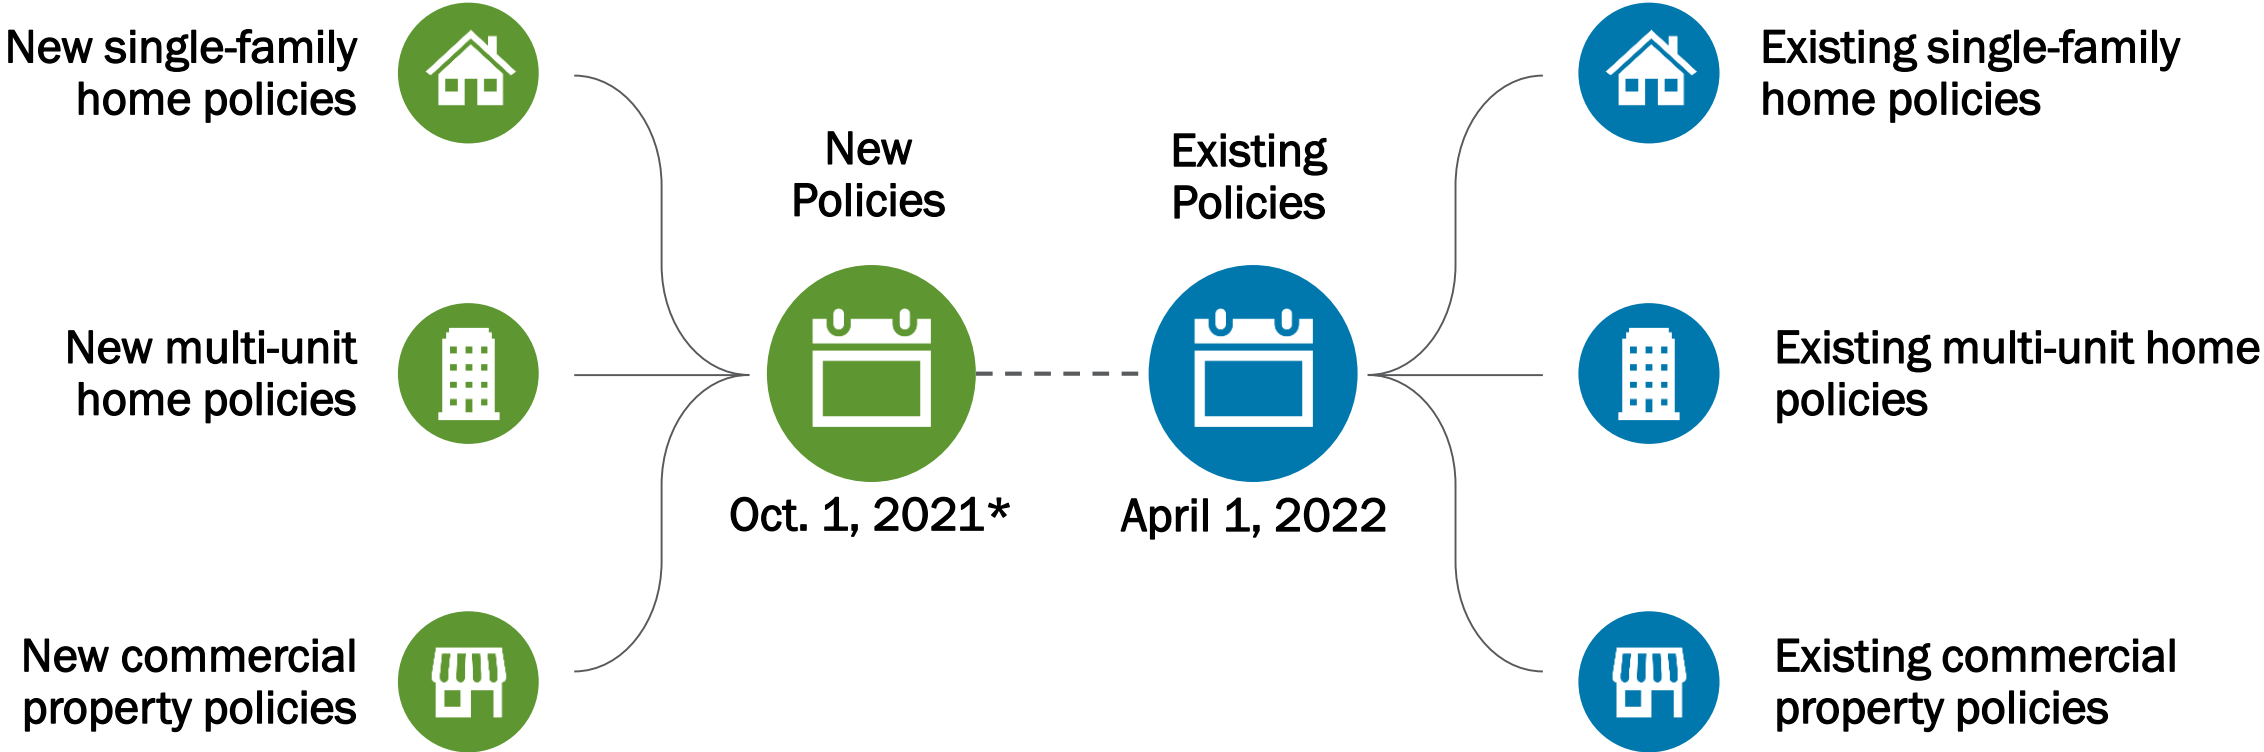 New single-family
home policies
New multi-unit
home policies
New commercial
property policies
New
Policies
Oct. 1, 2021*
Existing
Policies
April 1, 2022
Existing single-family
home policies
Existing multi-unit home
policies
Existing commercial
property policies